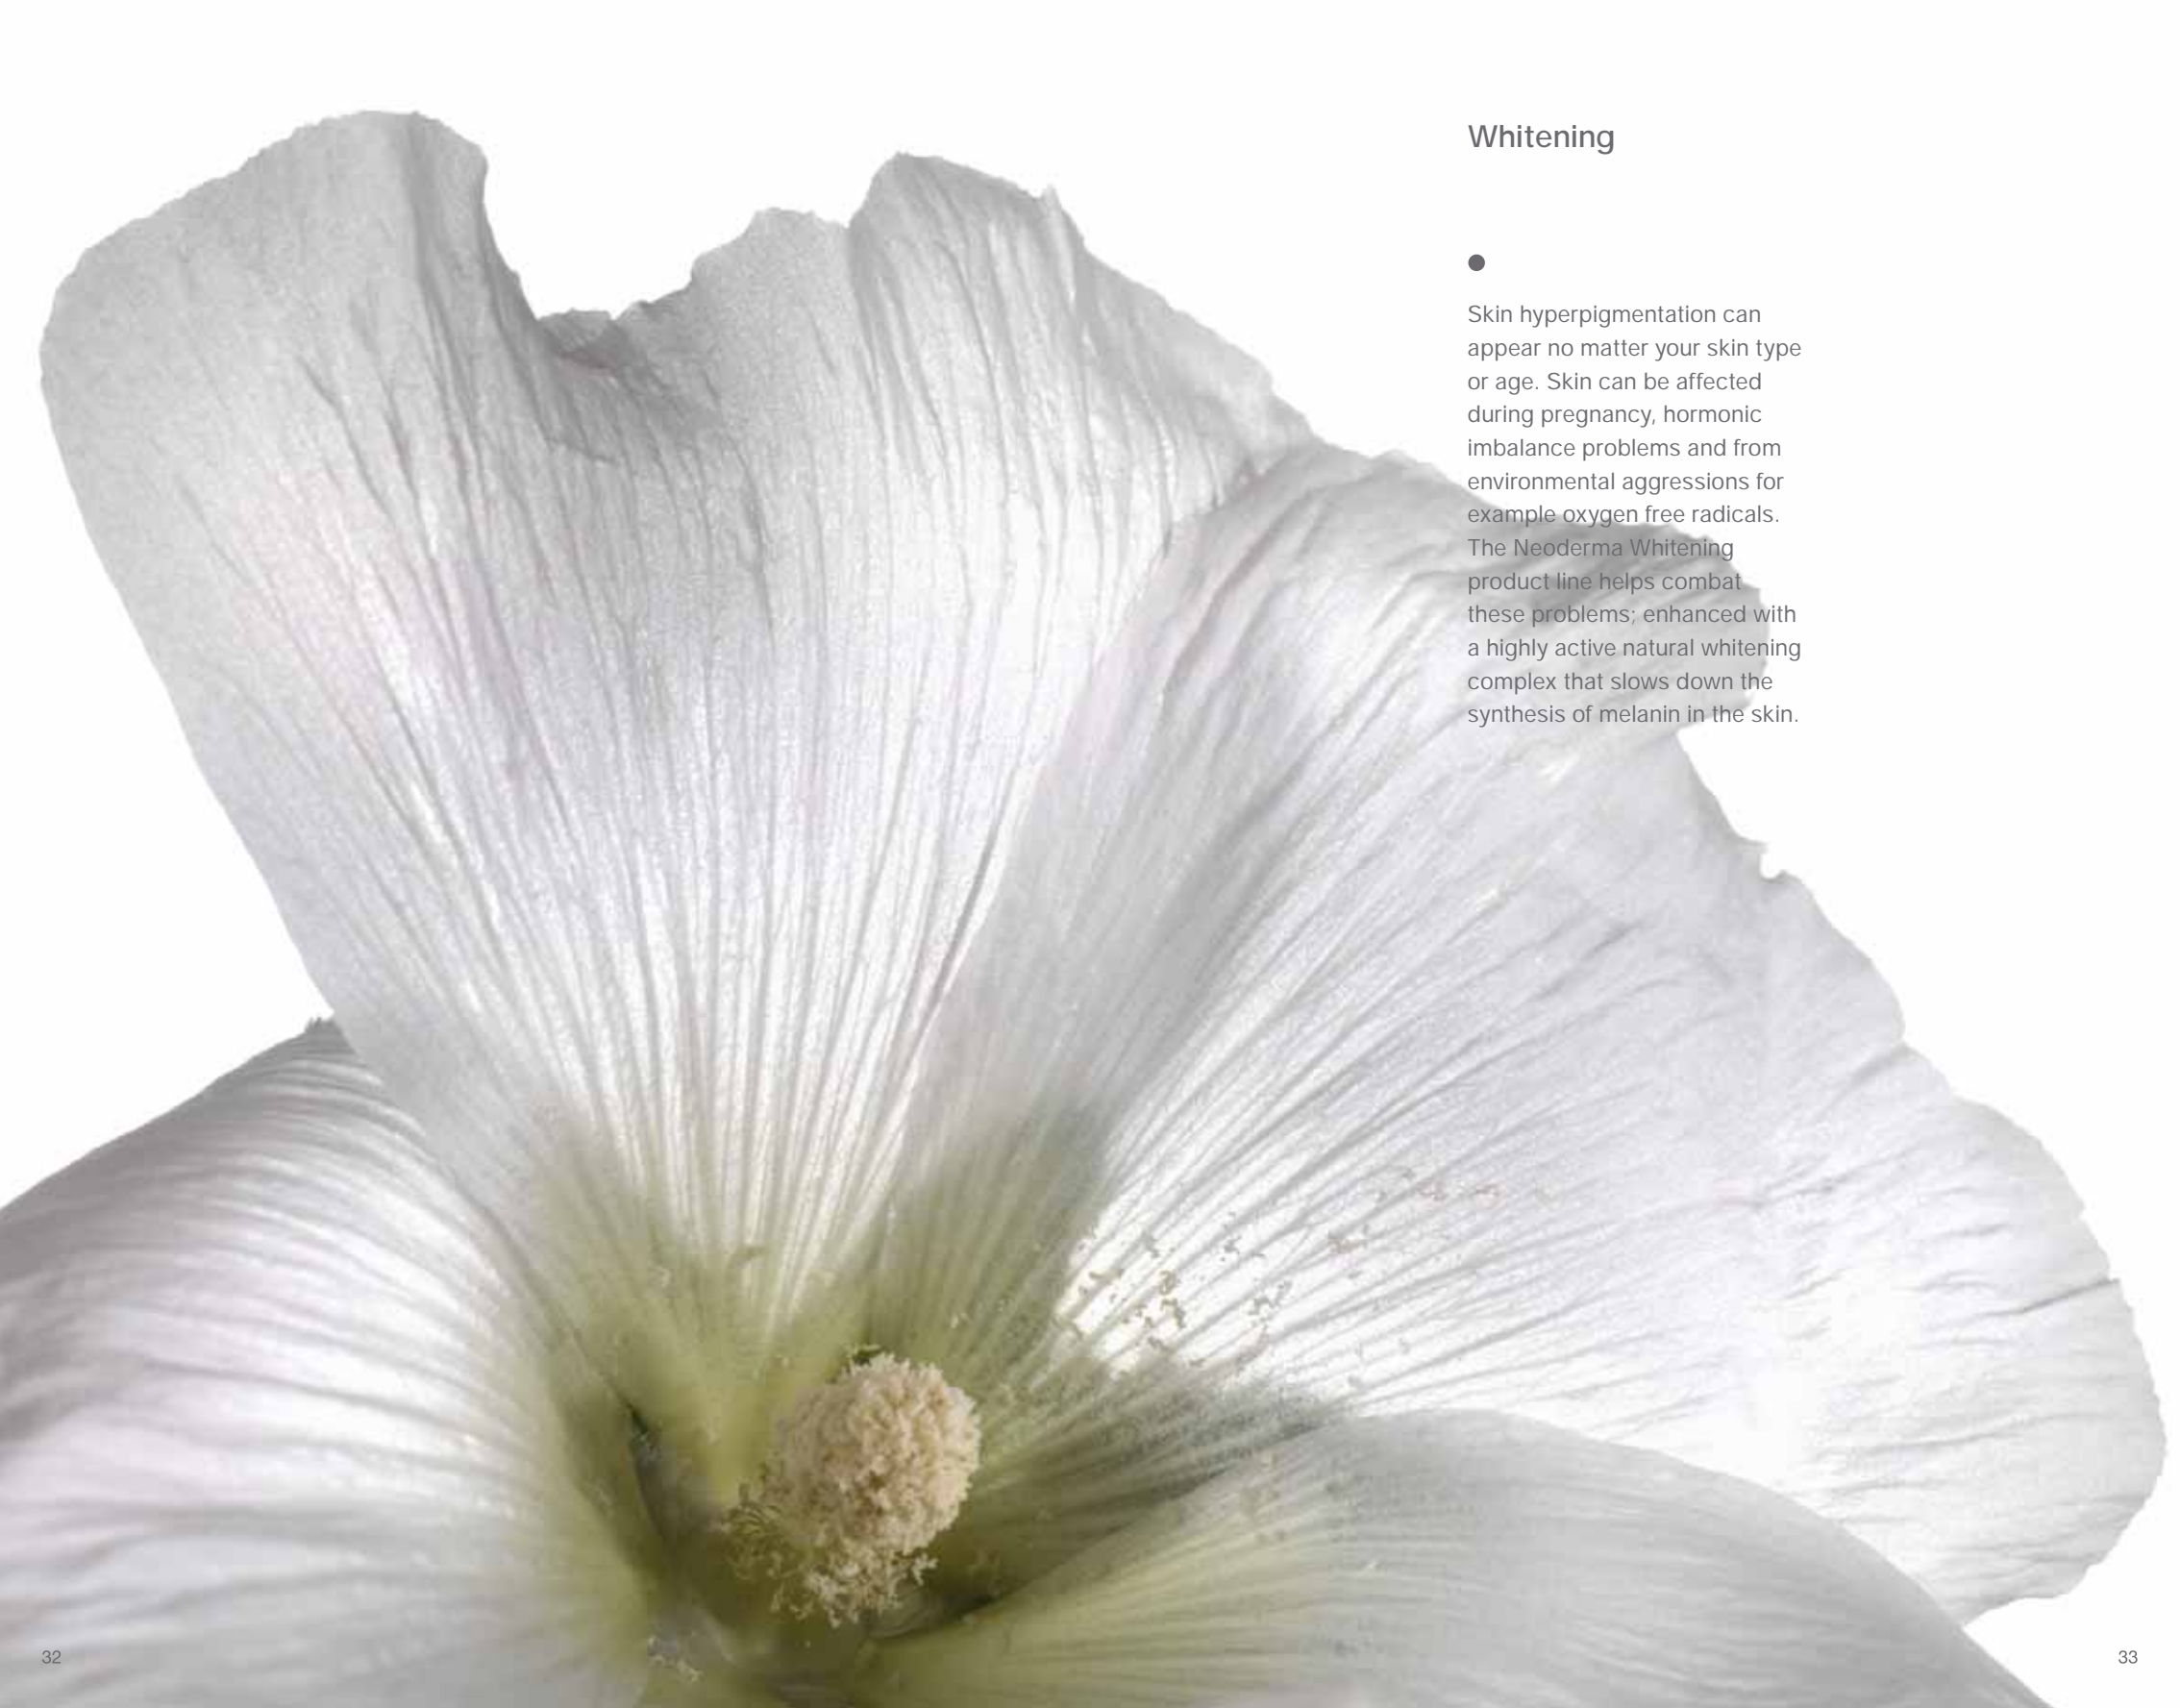 Whitening
●
Skin hyperpigmentation can
appear no matter your skin type
or age. Skin can be affected
during pregnancy, hormonic
imbalance problems and from
environmental aggressions for
example oxygen free radicals.
The Neoderma Whitening
product line helps combat
these problems; enhanced with
a highly active natural whitening
complex that slows down the
synthesis of melanin in the skin.
32
33